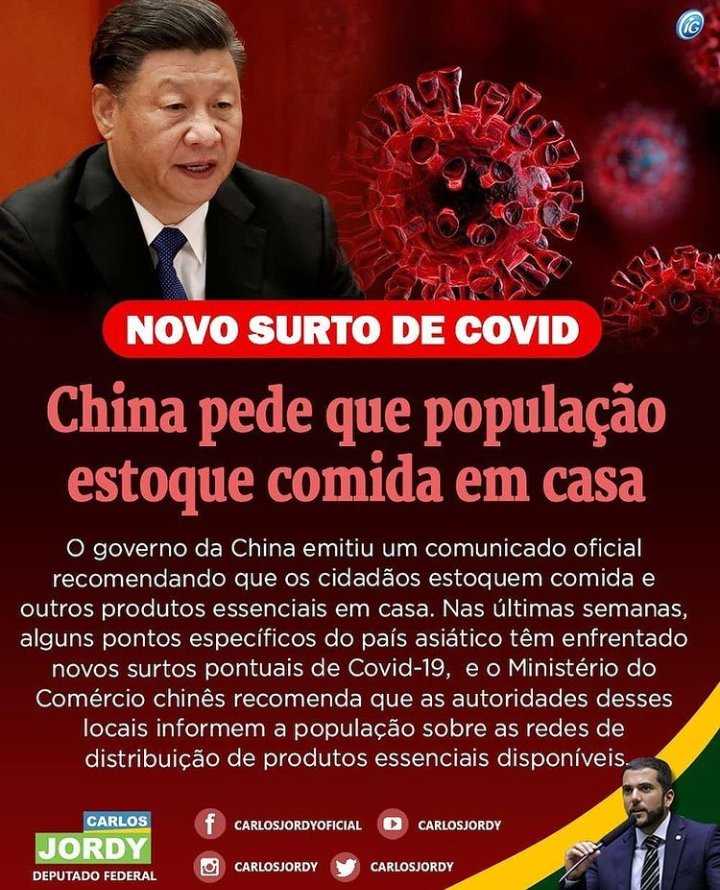 iG
NOVO SURTO DE COVID
China pede que população
estoque comida em casa
O governo da China emitiu um comunicado oficial
recomendando que os cidadãos estoquem comida e
outros produtos essenciais em casa. Nas últimas semanas,
alguns pontos específicos do país asiático têm enfrentado
novos surtos pontuais de Covid-19, e o Ministério do
Comércio chinês recomenda que as autoridades desses
locais informem a população sobre as redes de
distribuição de produtos essenciais disponíveis.
CARLOS
JORDY
DEPUTADO FEDERAL
CARLOSJORDYOFICIAL
CARLOSJORDY
CARLOSJORDY
CARLOSJORDY